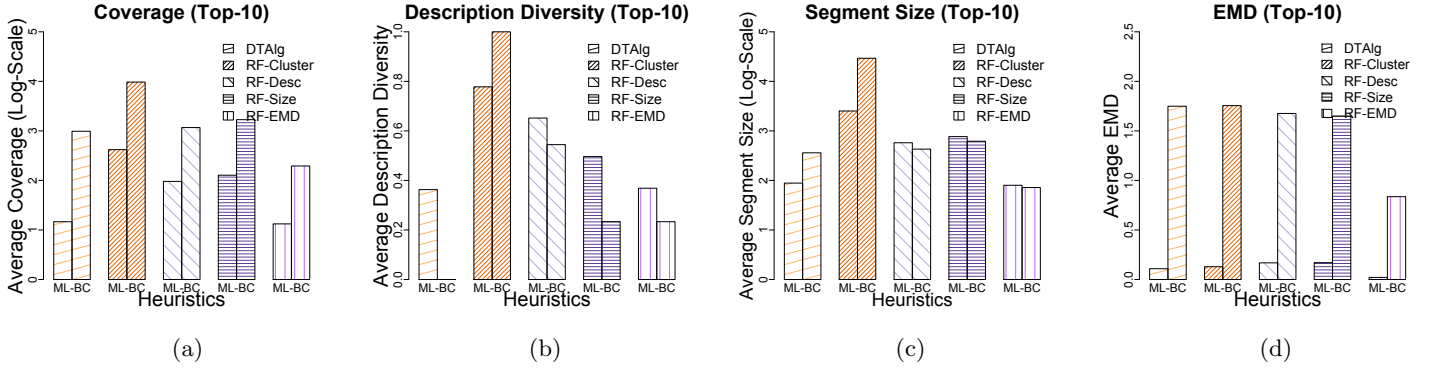 Coverage (Top-10)
Average Coverage (Log-Scale)
0 1 2 3 4 5
DTAlg
RF-Cluster
RF-Desc
RF-Size
RF-EMD
ML-BC ML-BC ML-BC ML-BC ML-BC
Heuristics
(a)
Description Diversity (Top-10)
Average Description Diversity
0.0 0.2 0.4 0.6 0.8 1.0
DTAlg
RF-Cluster
RF-Desc
RF-Size
RF-EMD
ML-BC ML-BC ML-BC ML-BC ML-BC
Heuristics
(b)
Segment Size (Top-10)
Average Segment Size (Log-Scale)
0 1 2 3 4 5
DTAlg
RF-Cluster
RF-Desc
RF-Size
RF-EMD
ML-BC ML-BC ML-BC ML-BC ML-BC
Heuristics
(c)
EMD (Top-10)
Average EMD
0.0 0.5 1.0 1.5 2.0 2.5
DTAlg
RF-Cluster
RF-Desc
RF-Size
RF-EMD
ML-BC ML-BC ML-BC ML-BC ML-BC
Heuristics
(d)